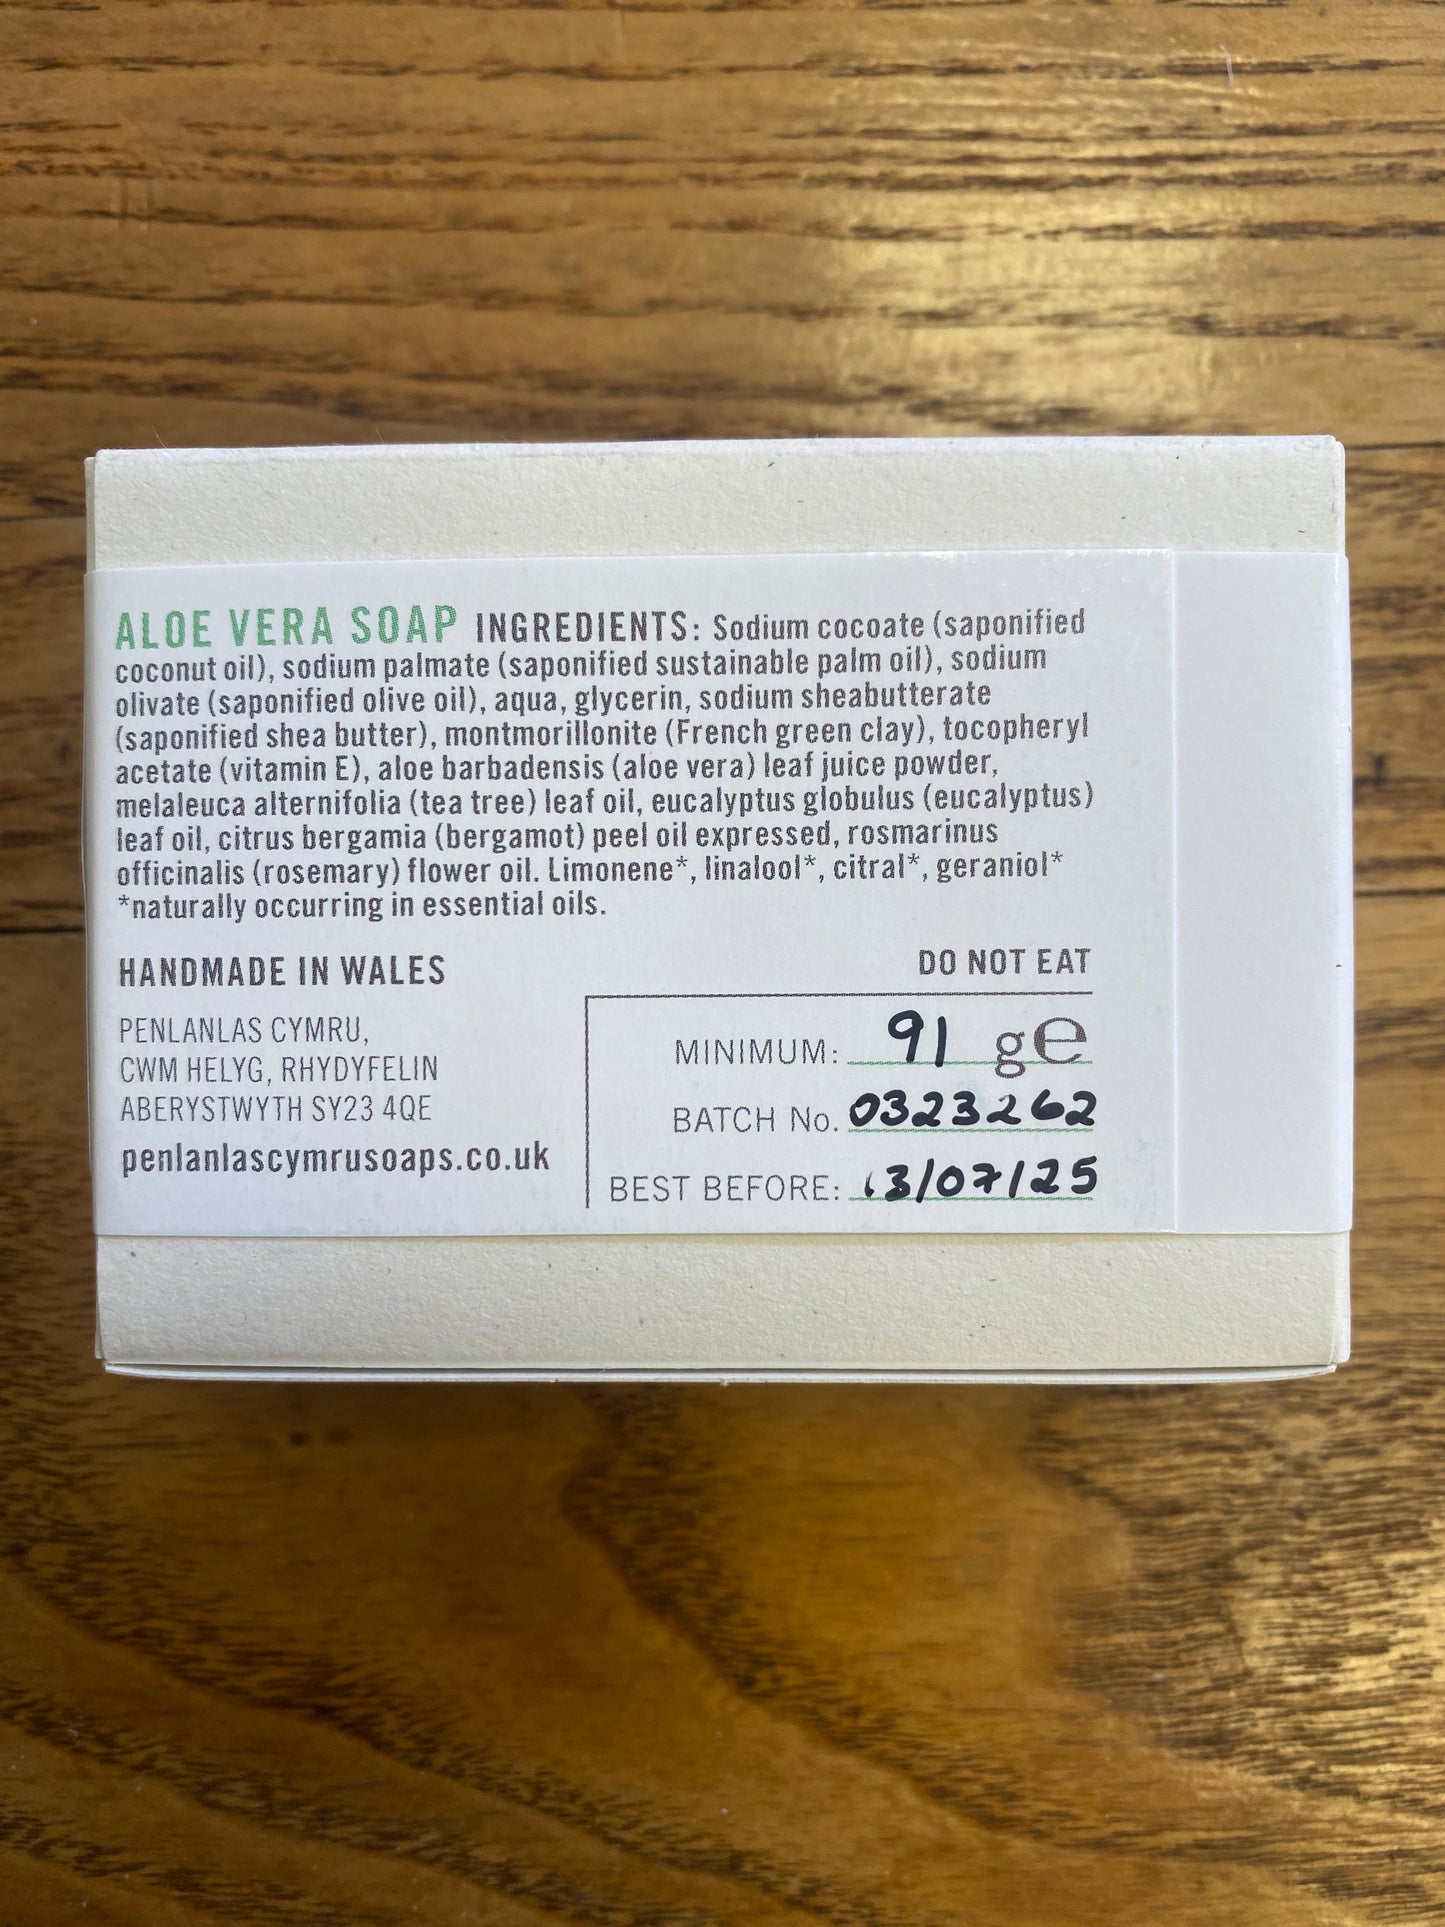 ALOE VERA SOAP INGREDIENTS: Sodium cocoate (saponified
coconut oil), sodium palmate (saponified sustainable palm oil), sodium
olivate (saponified olive oil), aqua, glycerin, sodium sheabutterate
(saponified shea butter), montmorillonite (French green clay), tocopheryl
acetate (vitamin E), aloe barbadensis (aloe vera) leaf juice powder,
melaleuca alternifolia (tea tree) leaf oil, eucalyptus globulus (eucalyptus)
leaf oil, citrus bergamia (bergamot) peel oil expressed, rosmarinus
officinalis (rosemary) flower oil. Limonene*, linalool*, citral*, geraniol*
*naturally occurring in essential oils.
HANDMADE IN WALES
PENLANLAS CYMRU,
CWM HELYG, RHYDYFELIN
ABERYSTWYTH SY23 4QE
penlanlascymrusoaps.co.uk
DO NOT EAT
MINIMUM: 91 g℮
BATCH No. 0323262
BEST BEFORE: 13/07/25